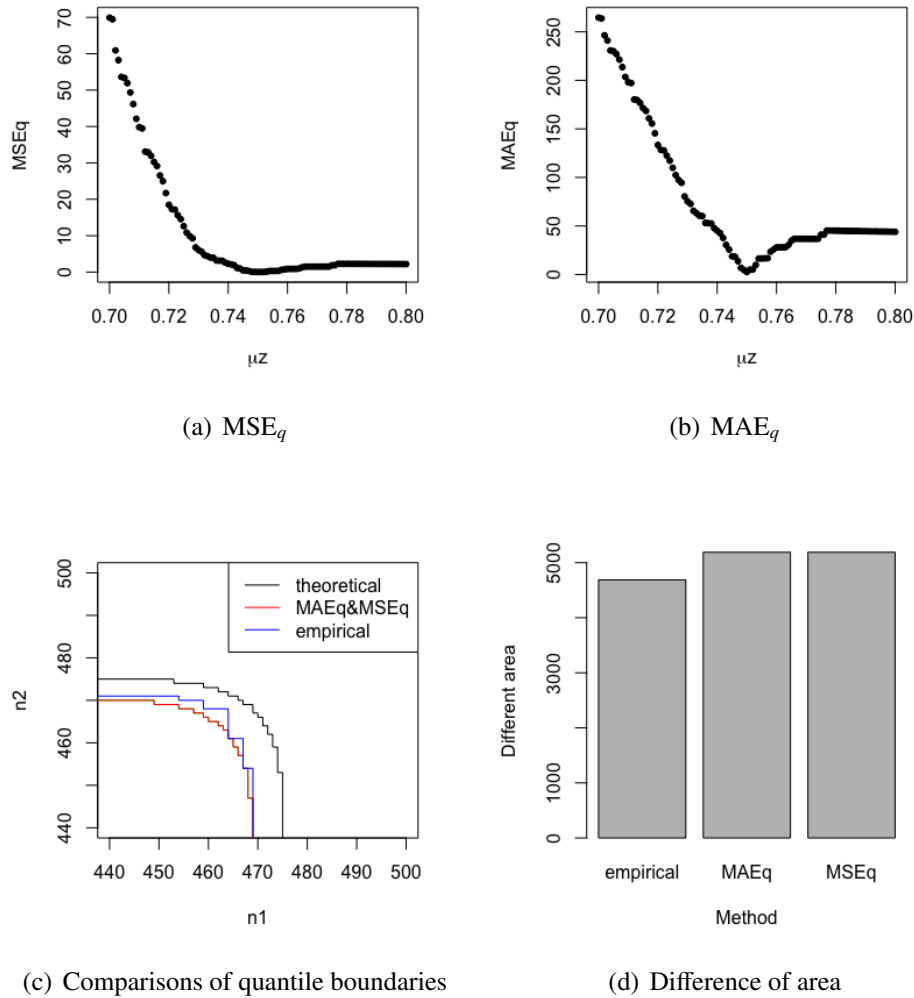 MSEq
70
60
50
40
30
20
10
0
0.70 0.72 0.74 0.76 0.78 0.80
μz
(a) MSEq
MAEq
250
200
150
100
50
0
0.70 0.72 0.74 0.76 0.78 0.80
μz
(b) MAEq
n2
500
480
460
440
theoretical
MAEq&MSEq
empirical
440 450 460 470 480 490 500
n1
(c) Comparisons of quantile boundaries
Different area
5000
3000
1000
0
empirical MAEq MSEq
Method
(d) Difference of area